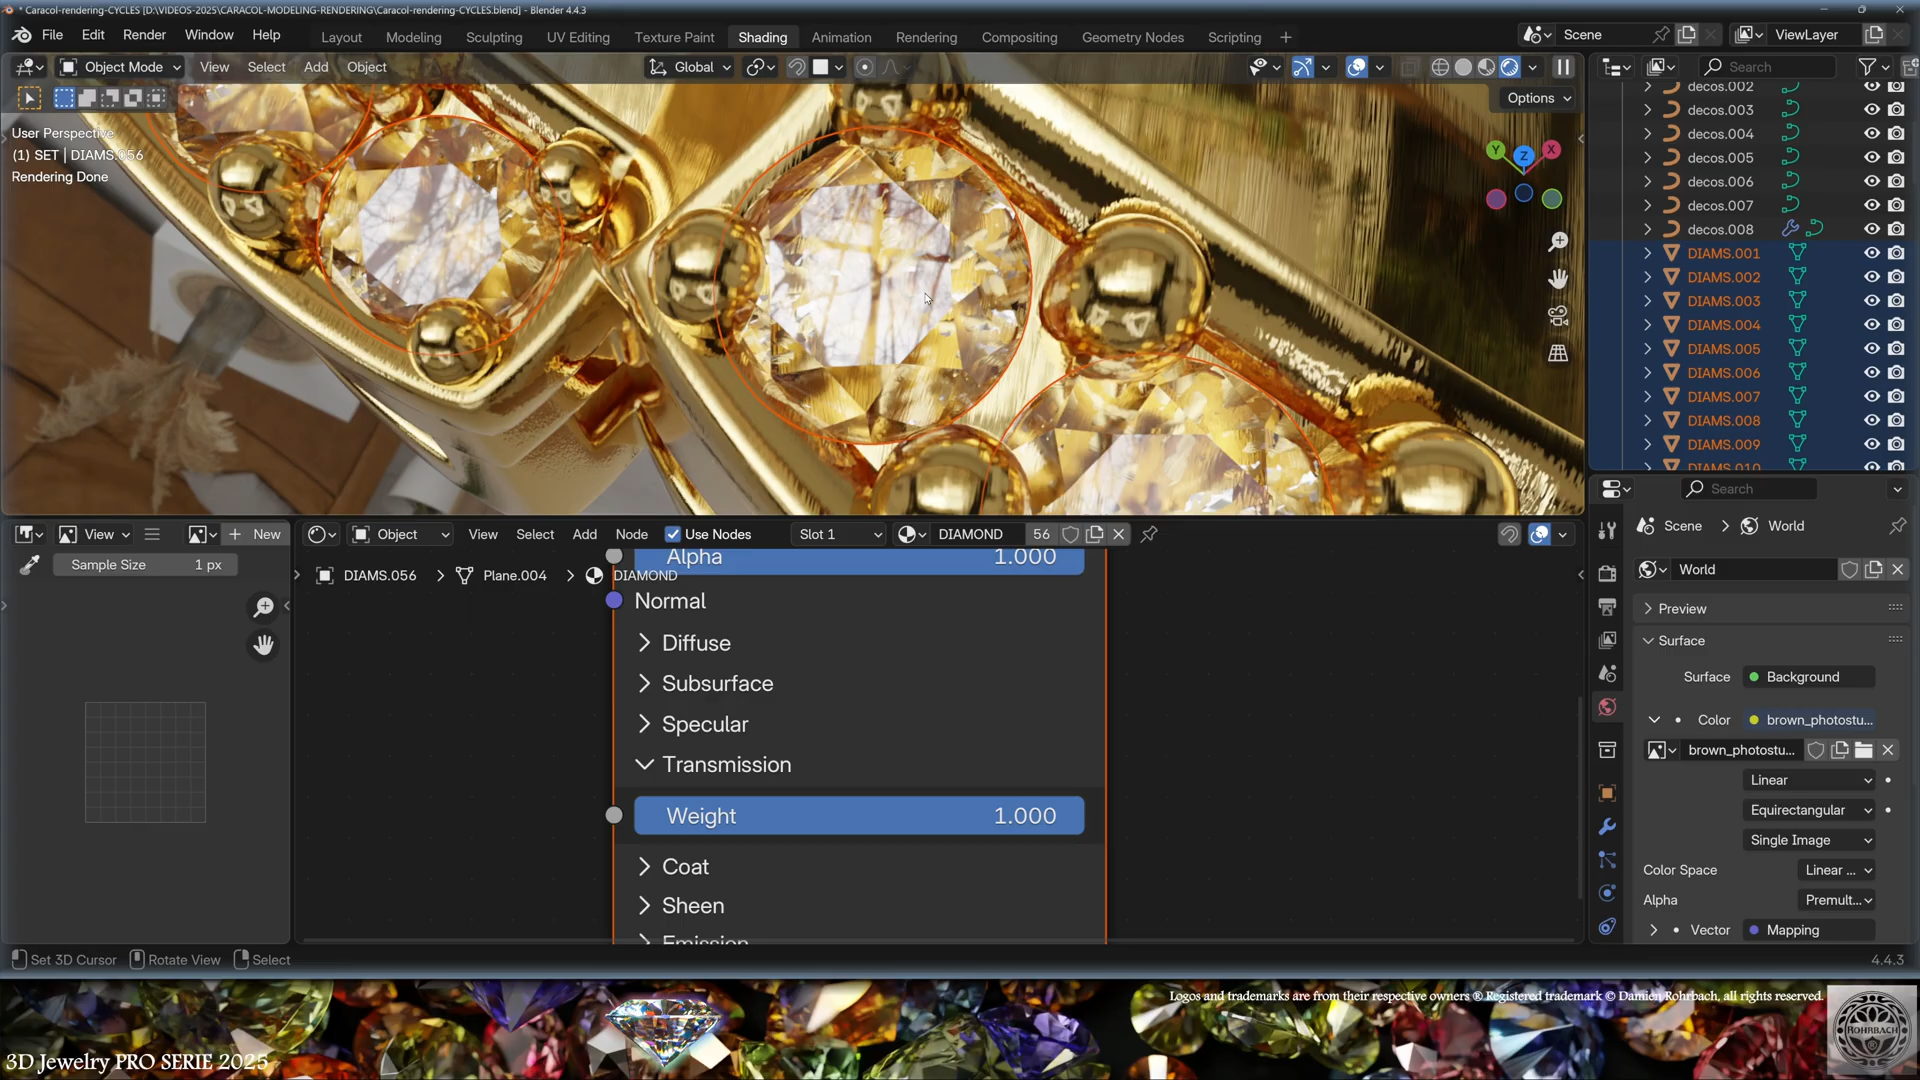 * Caracol-rendering-CYCLES [D:\VIDEOS-2025\CARACOL-MODELING-RENDERING\Caracol-rendering-CYCLES.blend] - Blender 4.4.3
File Edit Render Window Help
Layout Modeling Sculpting UV Editing Texture Paint Shading Animation Rendering Compositing Geometry Nodes Scripting +
Scene
ViewLayer
Object Mode View Select Add Object
Global
Search
Options
User Perspective
(1) SET | DIAMS.056
Rendering Done
Y Z X
decos.002
decos.003
decos.004
decos.005
decos.006
decos.007
decos.008
DIAMS.001
DIAMS.002
DIAMS.003
DIAMS.004
DIAMS.005
DIAMS.006
DIAMS.007
DIAMS.008
DIAMS.009
DIAMS.010
Search
Scene > World
World
Preview
Surface
Surface Background
Color brown_photostu...
brown_photostu...
Linear
Equirectangular
Single Image
Color Space Linear ...
Alpha Premult...
Vector Mapping
View
+ New
Sample Size 1 px
Object View Select Add Node Use Nodes Slot 1 DIAMOND 56
DIAMS.056 > Plane.004 > DIAMOND
Alpha 1.000
Normal
Diffuse
Subsurface
Specular
Transmission
Weight 1.000
Coat
Sheen
Emission
Set 3D Cursor Rotate View Select
4.4.3
Logos and trademarks are from their respective owners ® Registered trademark © Damien Rohrbach, all rights reserved.
3D Jewelry PRO SERIE 2025
ROHRBACH